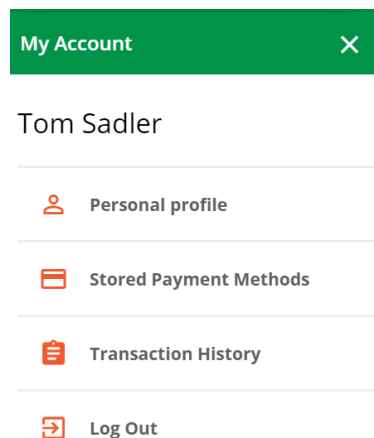 My Account
Tom Sadler
Personal profile
Stored Payment Methods
Transaction History
Log Out